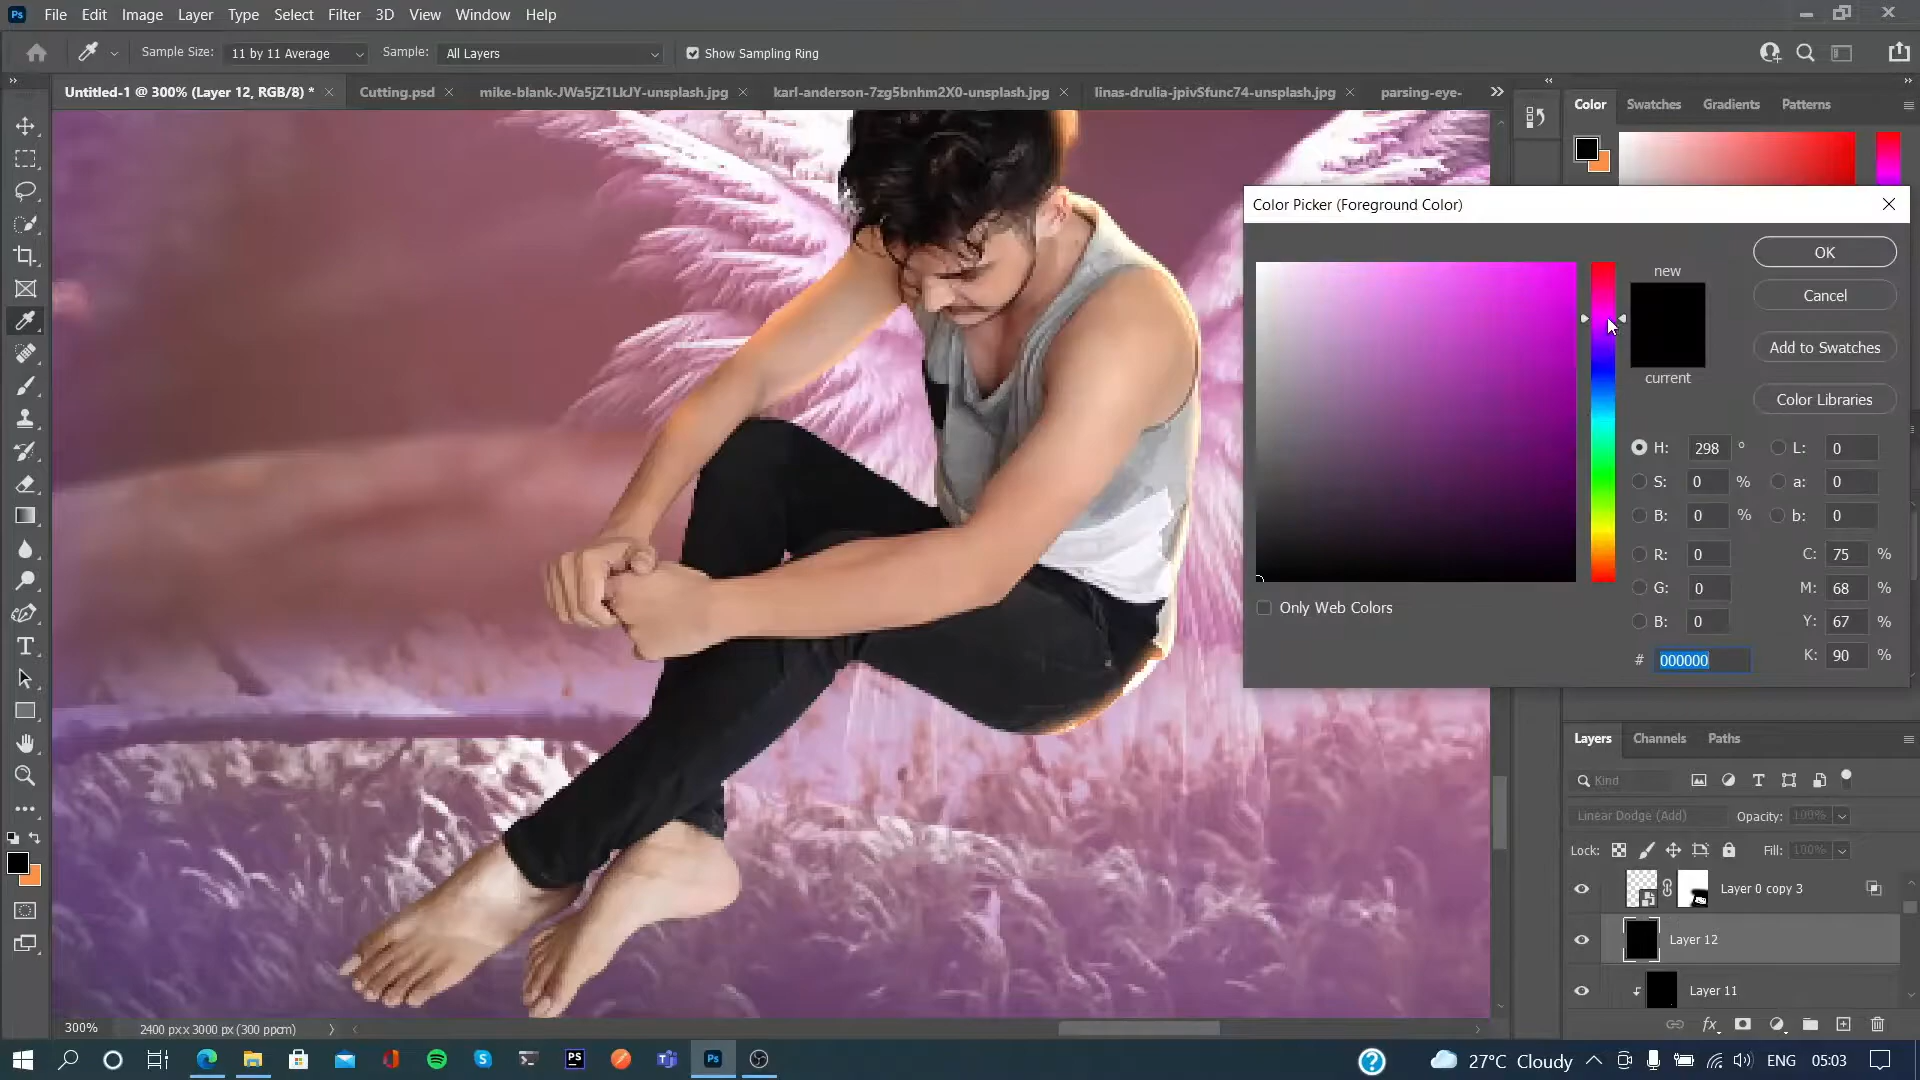 Ps File Edit Image Layer Type Select Filter 3D View Window Help
Sample Size: 11 by 11 Average Sample: All Layers Show Sampling Ring
Untitled-1 @ 300% (Layer 12, RGB/8) * Cutting.psd mike-blank-JWa5jZ1LkJY-unsplash.jpg karl-anderson-7zg5bnhm2X0-unsplash.jpg linas-drulia-jpivSfunc74-unsplash.jpg parsing-eye-
Color Swatches Gradients Patterns
Color Picker (Foreground Color)
OK
new
Cancel
Add to Swatches
current
Color Libraries
H: 298 ° L: 0
S: 0 % a: 0
B: 0 % b: 0
R: 0 C: 75 %
G: 0 M: 68 %
B: 0 Y: 67 %
# 000000 K: 90 %
Only Web Colors
Layers Channels Paths
Kind
Linear Dodge (Add) Opacity: 100%
Lock: Fill: 100%
Layer 0 copy 3
Layer 12
Layer 11
300% 2400 px x 3000 px (300 ppcm)
27°C Cloudy ENG 05:03